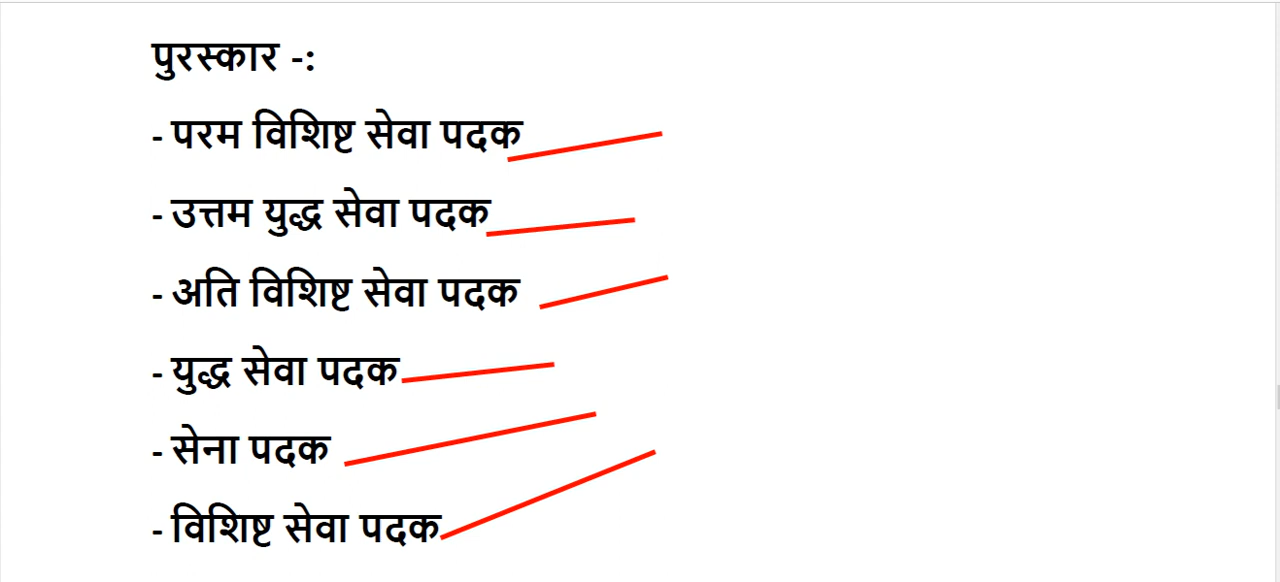 पुरस्कार -:
- परम विशिष्ट सेवा पदक
- उत्तम युद्ध सेवा पदक
- अति विशिष्ट सेवा पदक
- युद्ध सेवा पदक
- सेना पदक
- विशिष्ट सेवा पदक